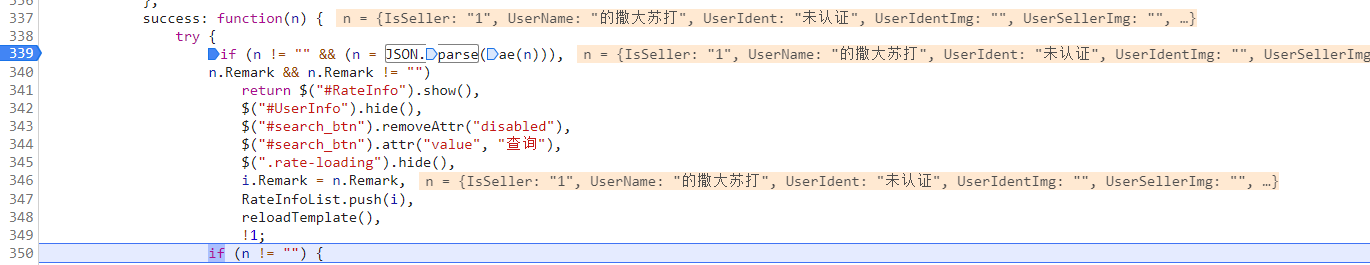 337 success: function(n) { n = {IsSeller: "1", UserName: "的撒大苏打", UserIdent: "未认证", UserIdentImg: "", UserSellerImg: "", …}
338 try {
339 if (n != "" && (n = JSON.parse(ae(n))), n = {IsSeller: "1", UserName: "的撒大苏打", UserIdent: "未认证", UserIdentImg: "", UserSellerImg
340 n.Remark && n.Remark != "")
341 return $("#RateInfo").show(),
342 $("#UserInfo").hide(),
343 $("#search_btn").removeAttr("disabled"),
344 $("#search_btn").attr("value", "查询"),
345 $(".rate-loading").hide(),
346 i.Remark = n.Remark, n = {IsSeller: "1", UserName: "的撒大苏打", UserIdent: "未认证", UserIdentImg: "", UserSellerImg: "", …}
347 RateInfoList.push(i),
348 reloadTemplate(),
349 !1;
350 if (n != "") {